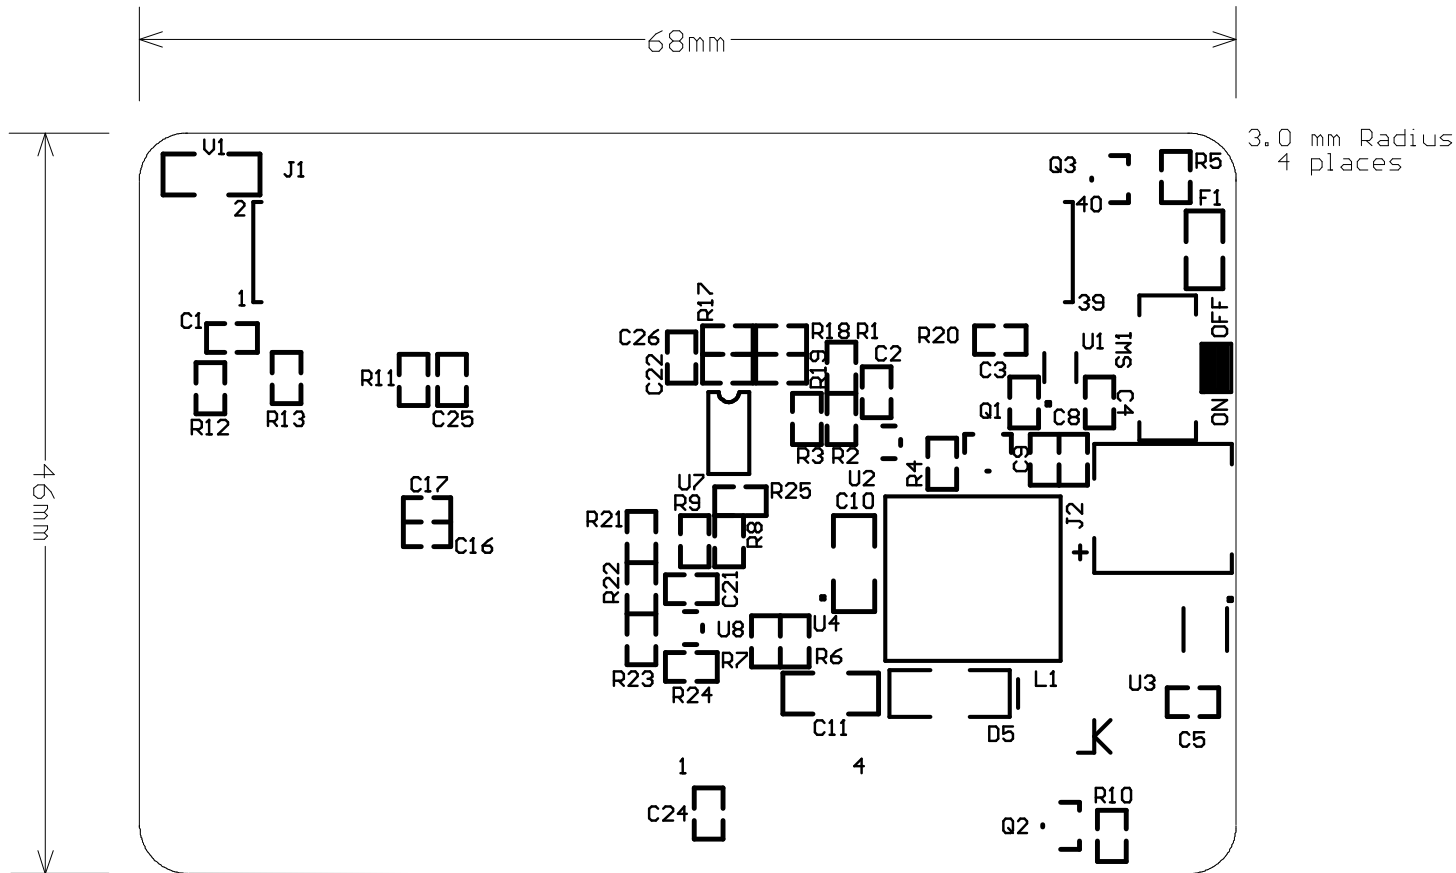 68mm
3.0 mm Radius
4 places
46mm
V1
J1
2
1
Q3
R5
F1
40
39
OFF
ON
SW1
C1
R12
R13
R11
C25
C26
C22
R17
R18
R19
R1
C2
R20
C3
U1
C4
Q1
C8
C9
R3
R2
U2
R4
C17
C16
U7
R25
R9
R8
R21
R22
R23
C21
U8
R7
R24
C10
U4
R6
C11
J2
+
L1
D5
U3
C5
K
1
4
C24
Q2
R10